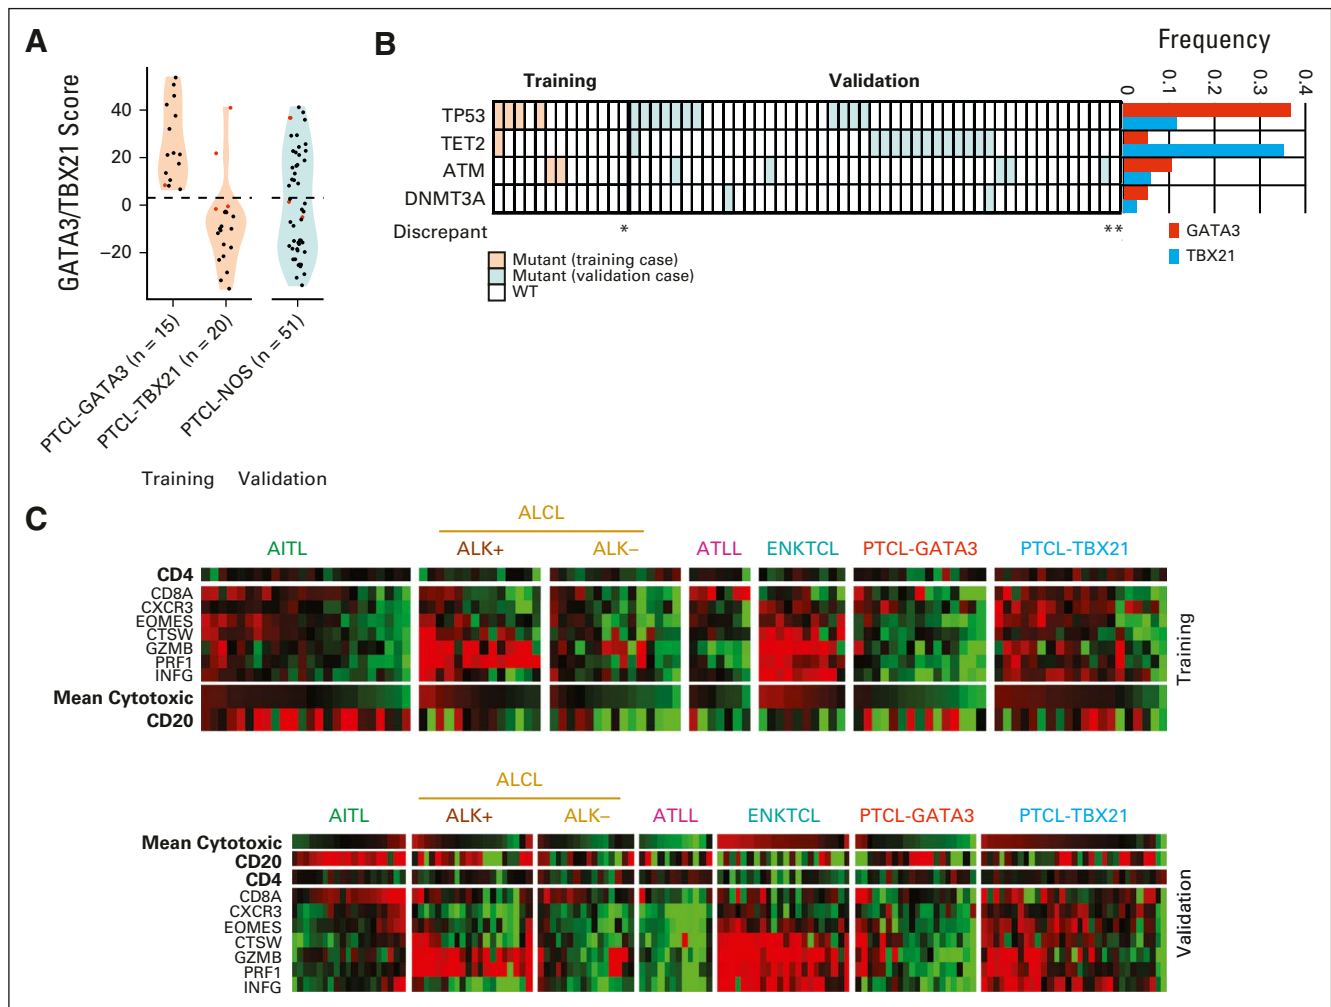 A
GATA3/TBX21 Score
40
20
0
−20
PTCL-GATA3 (n = 15)
PTCL-TBX21 (n = 20)
PTCL-NOS (n = 51)
Training
Validation
B
Frequency
0
0.1
0.2
0.3
0.4
Training
Validation
TP53
TET2
ATM
DNMT3A
Discrepant
*
**
Mutant (training case)
Mutant (validation case)
WT
GATA3
TBX21
C
ALCL
AITL
ALK+
ALK−
ATLL
ENKTCL
PTCL-GATA3
PTCL-TBX21
CD4
CD8A
CXCR3
EOMES
CTSW
GZMB
PRF1
INFG
Mean Cytotoxic
CD20
Training
ALCL
AITL
ALK+
ALK−
ATLL
ENKTCL
PTCL-GATA3
PTCL-TBX21
Mean Cytotoxic
CD20
CD4
CD8A
CXCR3
EOMES
CTSW
GZMB
PRF1
INFG
Validation